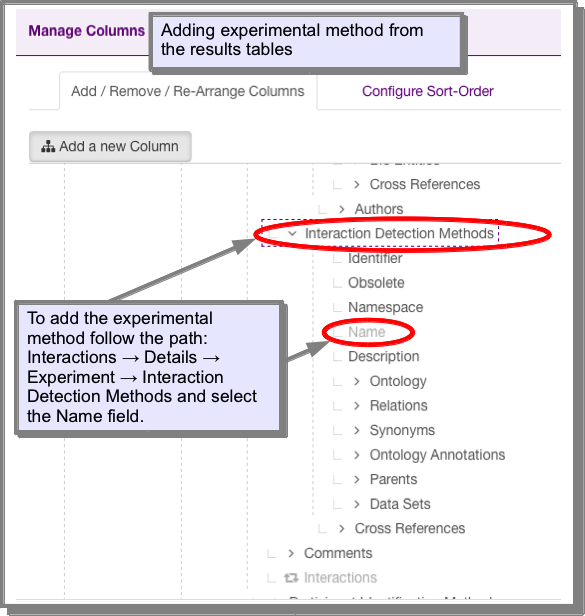 Manage Columns
Adding experimental method from
the results tables
Add / Remove / Re-Arrange Columns
Configure Sort-Order
Add a new Column
Cross References
Authors
Interaction Detection Methods
Identifier
Obsolete
Namespace
Name
Description
Ontology
Relations
Synonyms
Ontology Annotations
Parents
Data Sets
Cross References
Comments
Interactions
To add the experimental
method follow the path:
Interactions → Details →
Experiment → Interaction
Detection Methods and select
the Name field.